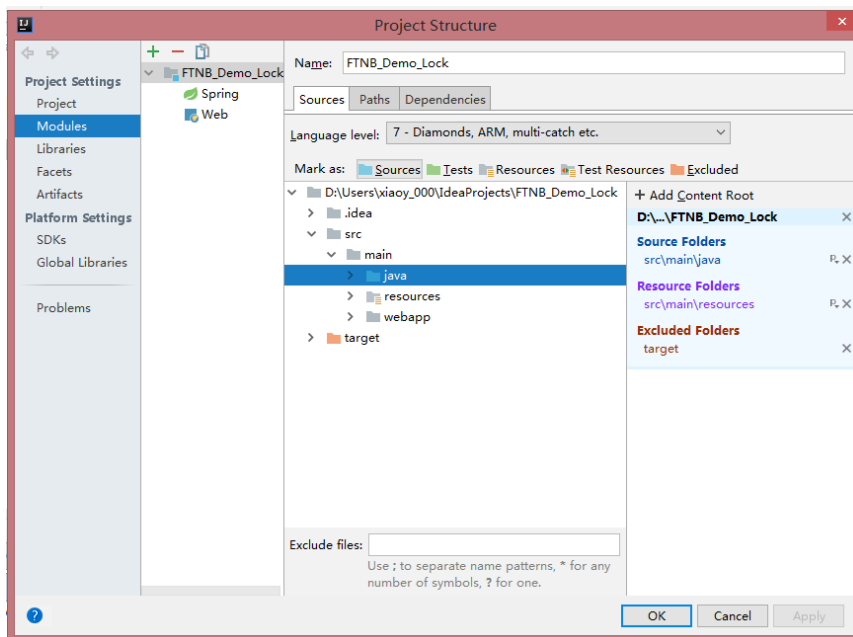 Project Structure
Project Settings
Project
Modules
Libraries
Facets
Artifacts
Platform Settings
SDKs
Global Libraries
Problems
FTNB_Demo_Lock
Spring
Web
Name: FTNB_Demo_Lock
Sources Paths Dependencies
Language level: 7 - Diamonds, ARM, multi-catch etc.
Mark as: Sources Tests Resources Test Resources Excluded
D:\Users\xiaoy_000\IdeaProjects\FTNB_Demo_Lock
.idea
src
main
java
resources
webapp
target
Exclude files:
Use ; to separate name patterns, * for any
number of symbols, ? for one.
+ Add Content Root
D:\...\FTNB_Demo_Lock
Source Folders
src\main\java
Resource Folders
src\main\resources
Excluded Folders
target
OK Cancel Apply